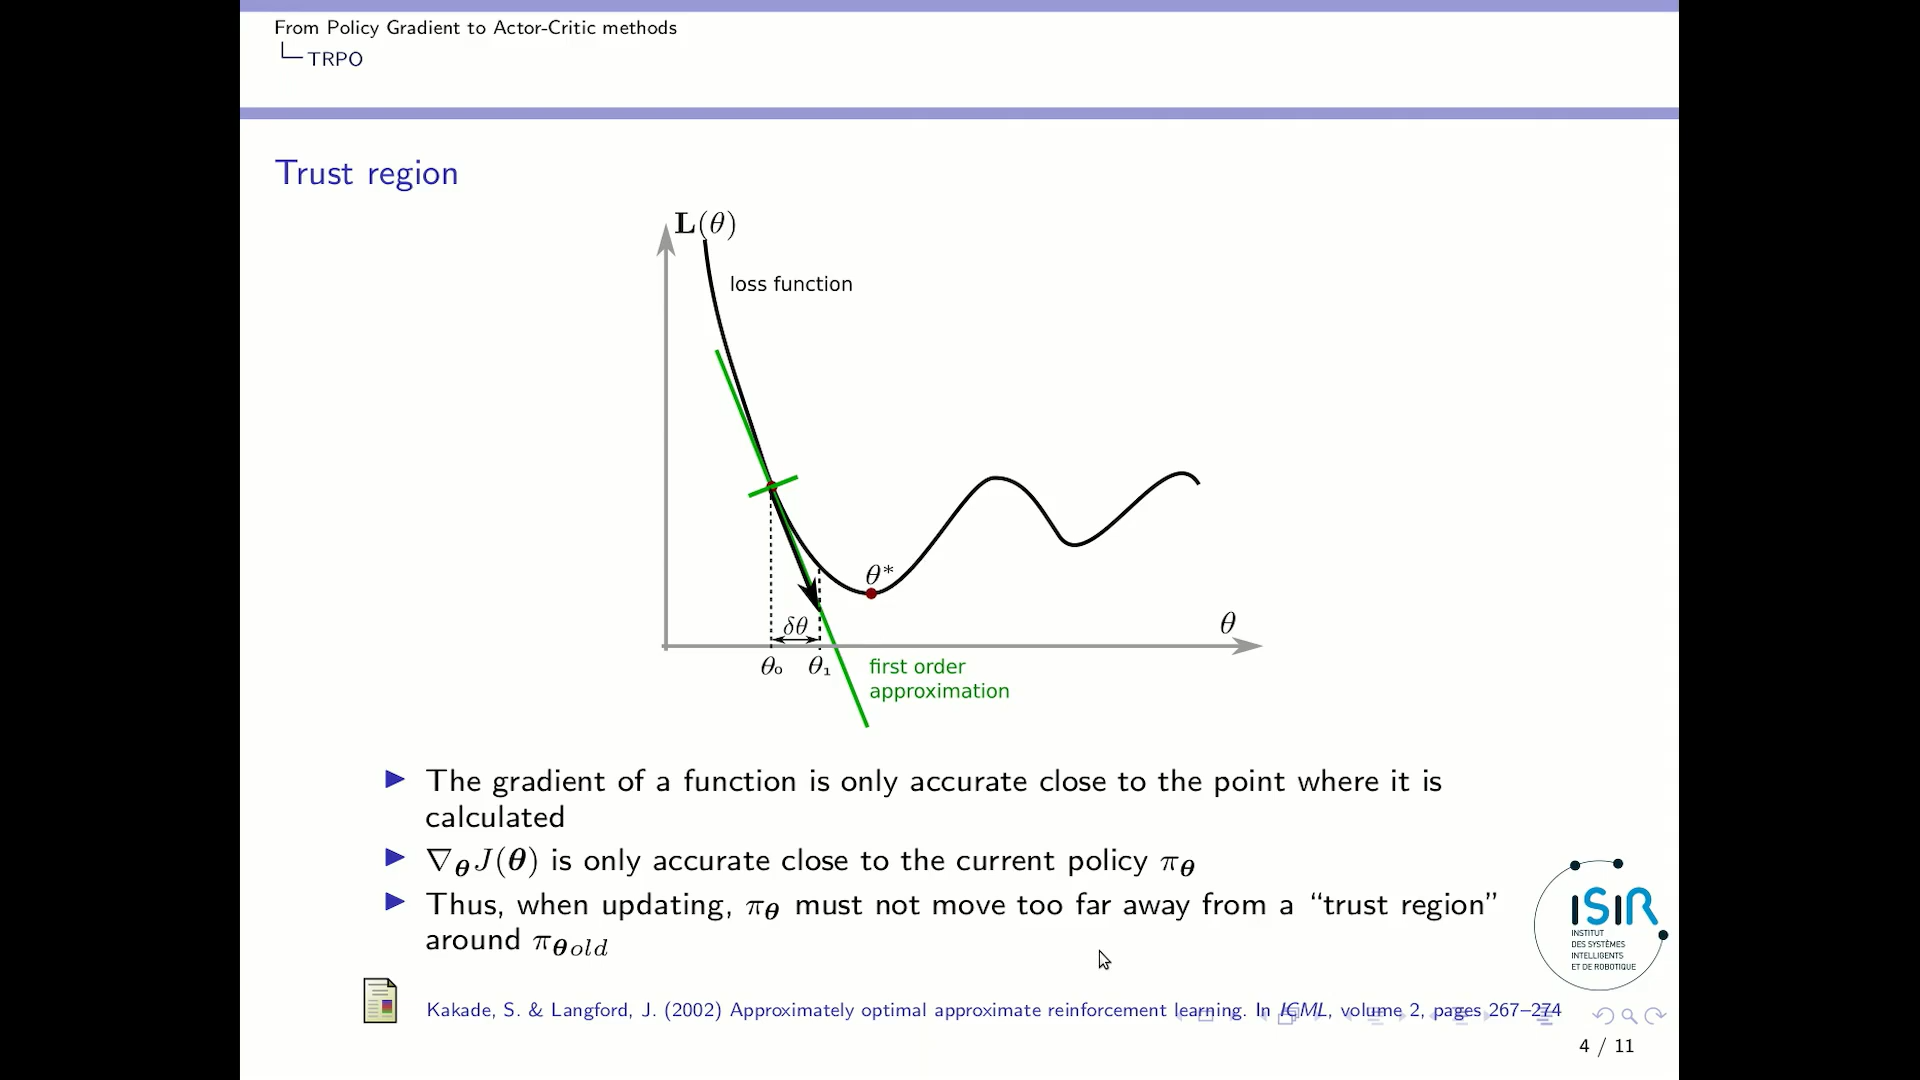 From Policy Gradient to Actor-Critic methods
TRPO
Trust region
L(θ)
loss function
θ*
θ
δθ
θ₀ θ₁
first order
approximation
The gradient of a function is only accurate close to the point where it is
calculated
∇θJ(θ) is only accurate close to the current policy πθ
Thus, when updating, πθ must not move too far away from a “trust region”
around πθold
ISIR
INSTITUT
DES SYSTÈMES
INTELLIGENTS
ET DE ROBOTIQUE
Kakade, S. & Langford, J. (2002) Approximately optimal approximate reinforcement learning. In ICML, volume 2, pages 267–274
4 / 11